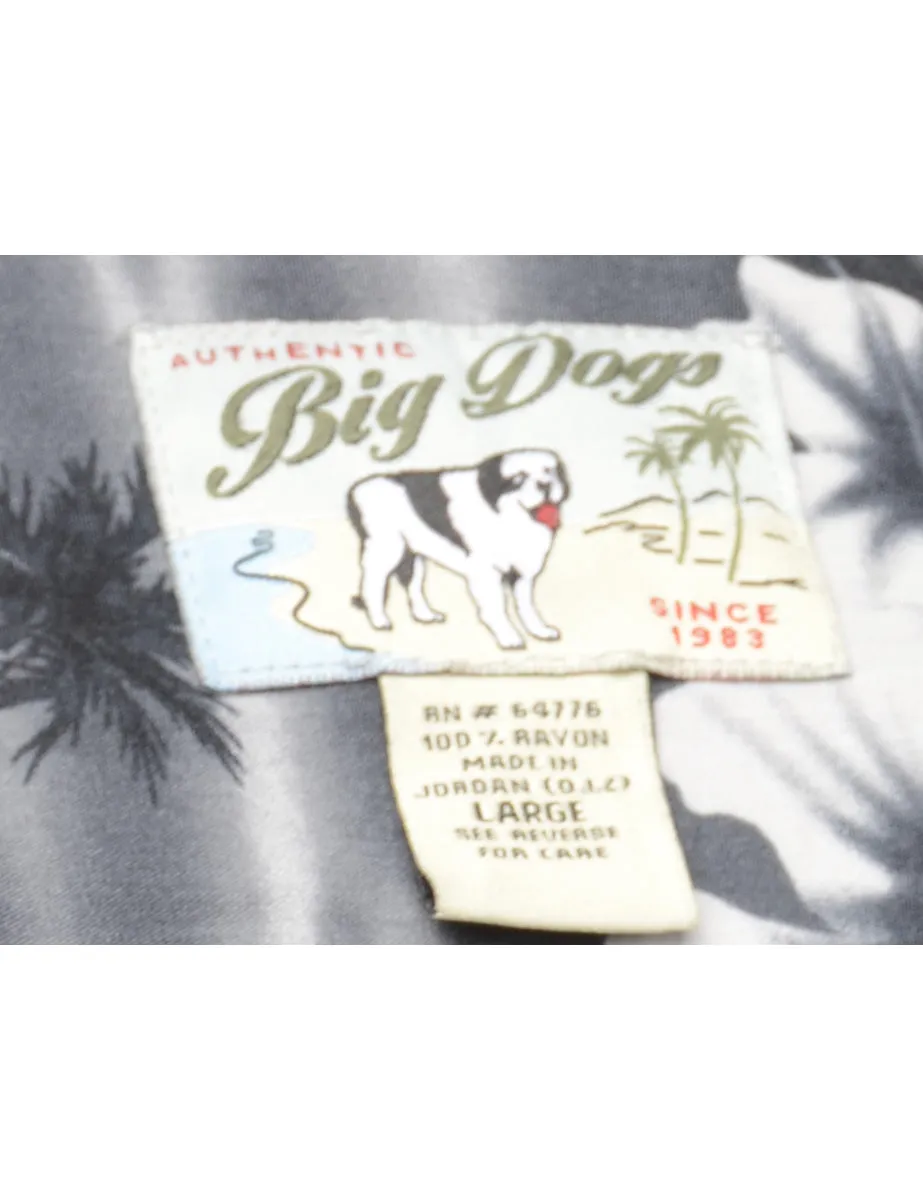 AUTHENTIC
Big Dogs
SINCE
1983
RN # 64776
100 % RAYON
MADE IN
JORDAN (O.I.C)
LARGE
SEE REVERSE
FOR CARE